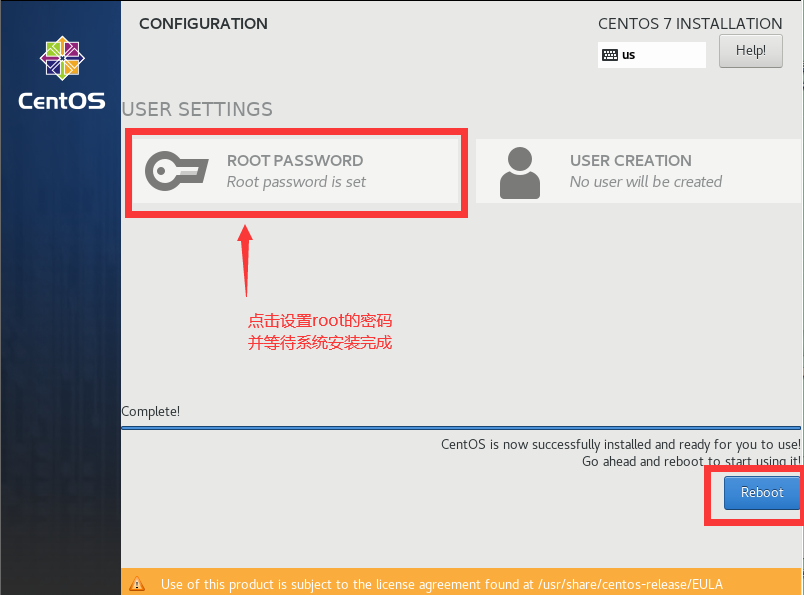 CONFIGURATION
CENTOS 7 INSTALLATION
us
Help!
CentOS
USER SETTINGS
ROOT PASSWORD
Root password is set
USER CREATION
No user will be created
点击设置root的密码
并等待系统安装完成
Complete!
CentOS is now successfully installed and ready for you to use!
Go ahead and reboot to start using it!
Reboot
Use of this product is subject to the license agreement found at /usr/share/centos-release/EULA